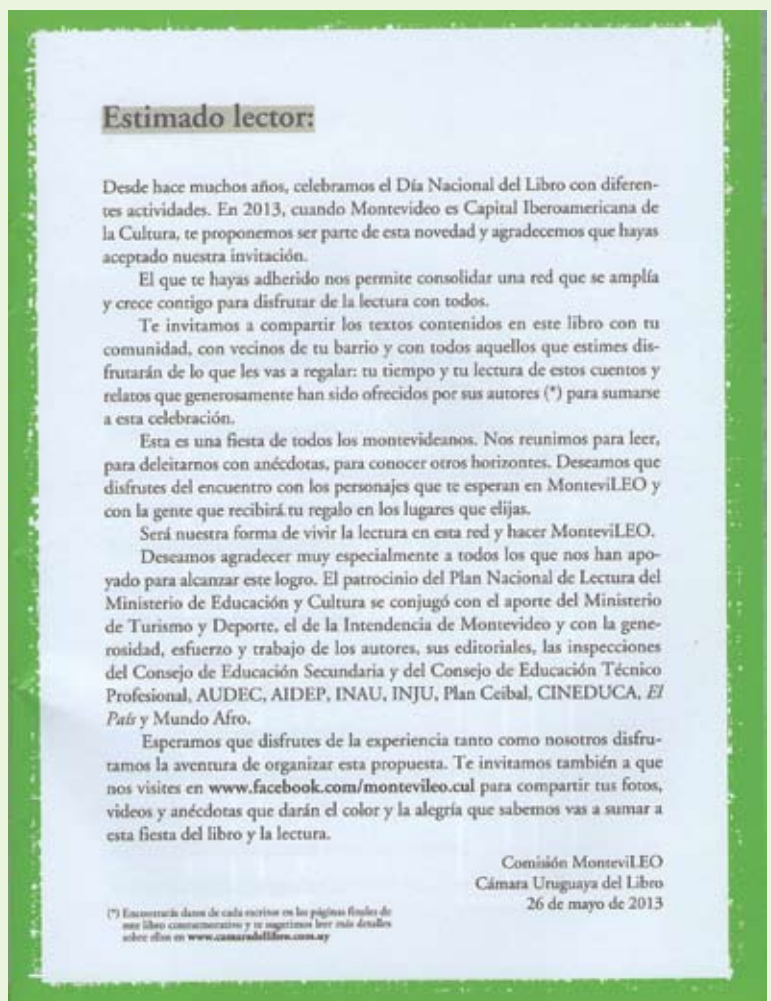 Estimado lector:
Desde hace muchos años, celebramos el Día Nacional del Libro con diferen-
tes actividades. En 2013, cuando Montevideo es Capital Iberoamericana de
la Cultura, te proponemos ser parte de esta novedad y agradecemos que hayas
aceptado nuestra invitación.
El que te hayas adherido nos permite consolidar una red que se amplía
y crece contigo para disfrutar de la lectura con todos.
Te invitamos a compartir los textos contenidos en este libro con tu
comunidad, con vecinos de tu barrio y con todos aquellos que estimes dis-
frutarán de lo que les vas a regalar: tu tiempo y tu lectura de estos cuentos y
relatos que generosamente han sido ofrecidos por sus autores (*) para sumarse
a esta celebración.
Esta es una fiesta de todos los montevideanos. Nos reunimos para leer,
para deleitarnos con anécdotas, para conocer otros horizontes. Deseamos que
disfrutes del encuentro con los personajes que te esperan en MonteviLEO y
con la gente que recibirá tu regalo en los lugares que elijas.
Será nuestra forma de vivir la lectura en esta red y hacer MonteviLEO.
Deseamos agradecer muy especialmente a todos los que nos han apo-
yado para alcanzar este logro. El patrocinio del Plan Nacional de Lectura del
Ministerio de Educación y Cultura se conjugó con el aporte del Ministerio
de Turismo y Deporte, el de la Intendencia de Montevideo y con la gene-
rosidad, esfuerzo y trabajo de los autores, sus editoriales, las inspecciones
del Consejo de Educación Secundaria y del Consejo de Educación Técnico
Profesional, AUDEC, AIDEP, INAU, INJU, Plan Ceibal, CINEDUCA, El
País y Mundo Afro.
Esperamos que disfrutes de la experiencia tanto como nosotros disfru-
tamos la aventura de organizar esta propuesta. Te invitamos también a que
nos visites en www.facebook.com/montevileo.cul para compartir tus fotos,
videos y anécdotas que darán el color y la alegría que sabemos vas a sumar a
esta fiesta del libro y la lectura.
Comisión MonteviLEO
Cámara Uruguaya del Libro
26 de mayo de 2013
(*) Encontrarás datos de cada escritor en las páginas finales de
este libro conmemorativo y te sugerimos leer más detalles
sobre ellos en www.camaradellibro.com.uy